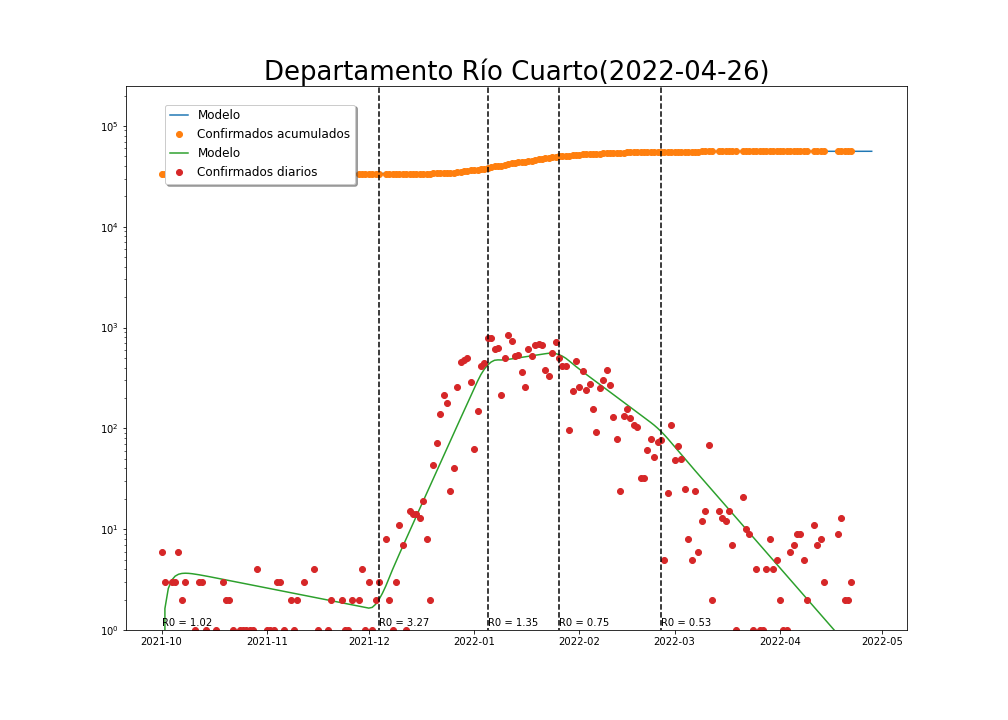 Departamento Río Cuarto(2022-04-26)
Modelo
Confirmados acumulados
Modelo
Confirmados diarios
10⁵
10⁴
10³
10²
10¹
10⁰
R0 = 1.02 R0 = 3.27 R0 = 1.35 R0 = 0.75 R0 = 0.53
2021-10 2021-11 2021-12 2022-01 2022-02 2022-03 2022-04 2022-05